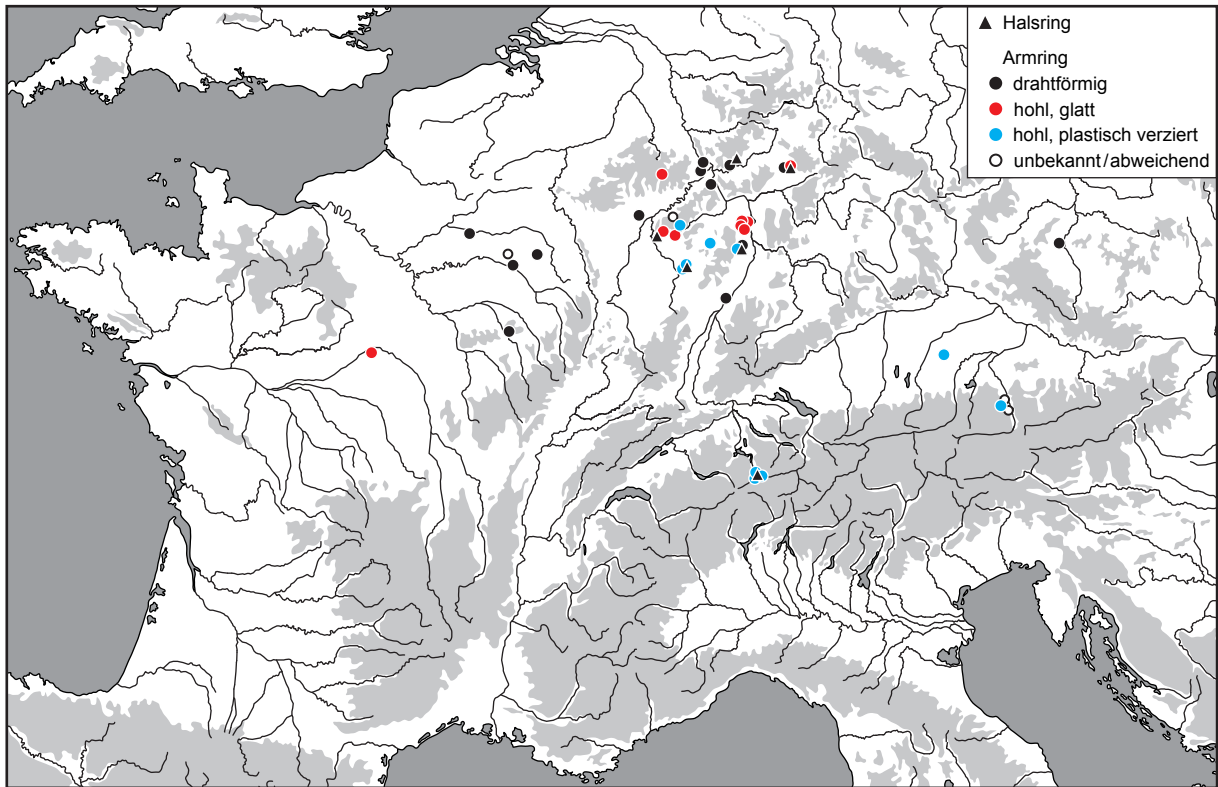 Halsring
Armring
drahtförmig
hohl, glatt
hohl, plastisch verziert
unbekannt/abweichend